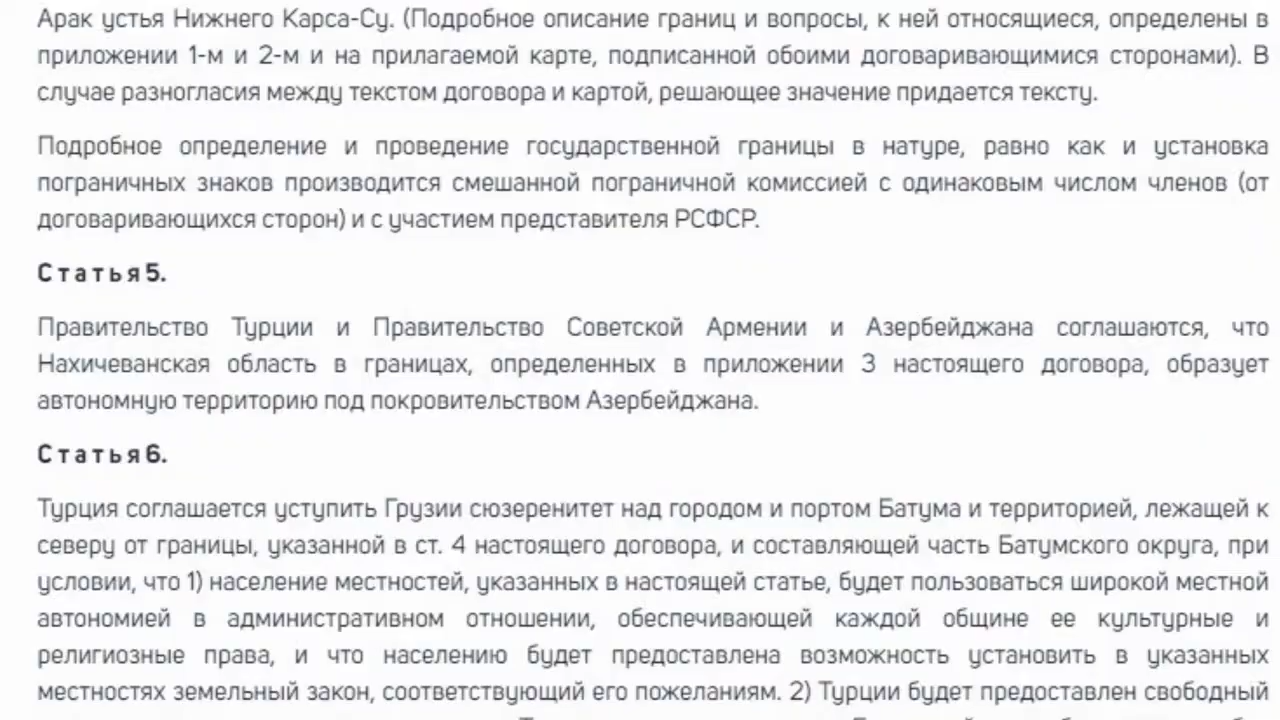 Арак устья Нижнего Карса-Су. (Подробное описание границ и вопросы, к ней относящиеся, определены в
приложении 1-м и 2-м и на прилагаемой карте, подписанной обоими договаривающимися сторонами). В
случае разногласия между текстом договора и картой, решающее значение придается тексту.
Подробное определение и проведение государственной границы в натуре, равно как и установка
пограничных знаков производится смешанной пограничной комиссией с одинаковым числом членов (от
договаривающихся сторон) и с участием представителя РСФСР.
Статья 5.
Правительство Турции и Правительство Советской Армении и Азербейджана соглашаются, что
Нахичеванская область в границах, определенных в приложении 3 настоящего договора, образует
автономную территорию под покровительством Азербейджана.
Статья 6.
Турция соглашается уступить Грузии сюзеренитет над городом и портом Батума и территорией, лежащей к
северу от границы, указанной в ст. 4 настоящего договора, и составляющей часть Батумского округа, при
условии, что 1) население местностей, указанных в настоящей статье, будет пользоваться широкой местной
автономией в административном отношении, обеспечивающей каждой общине ее культурные и
религиозные права, и что населению будет предоставлена возможность установить в указанных
местностях земельный закон, соответствующий его пожеланиям. 2) Турции будет предоставлен свободный